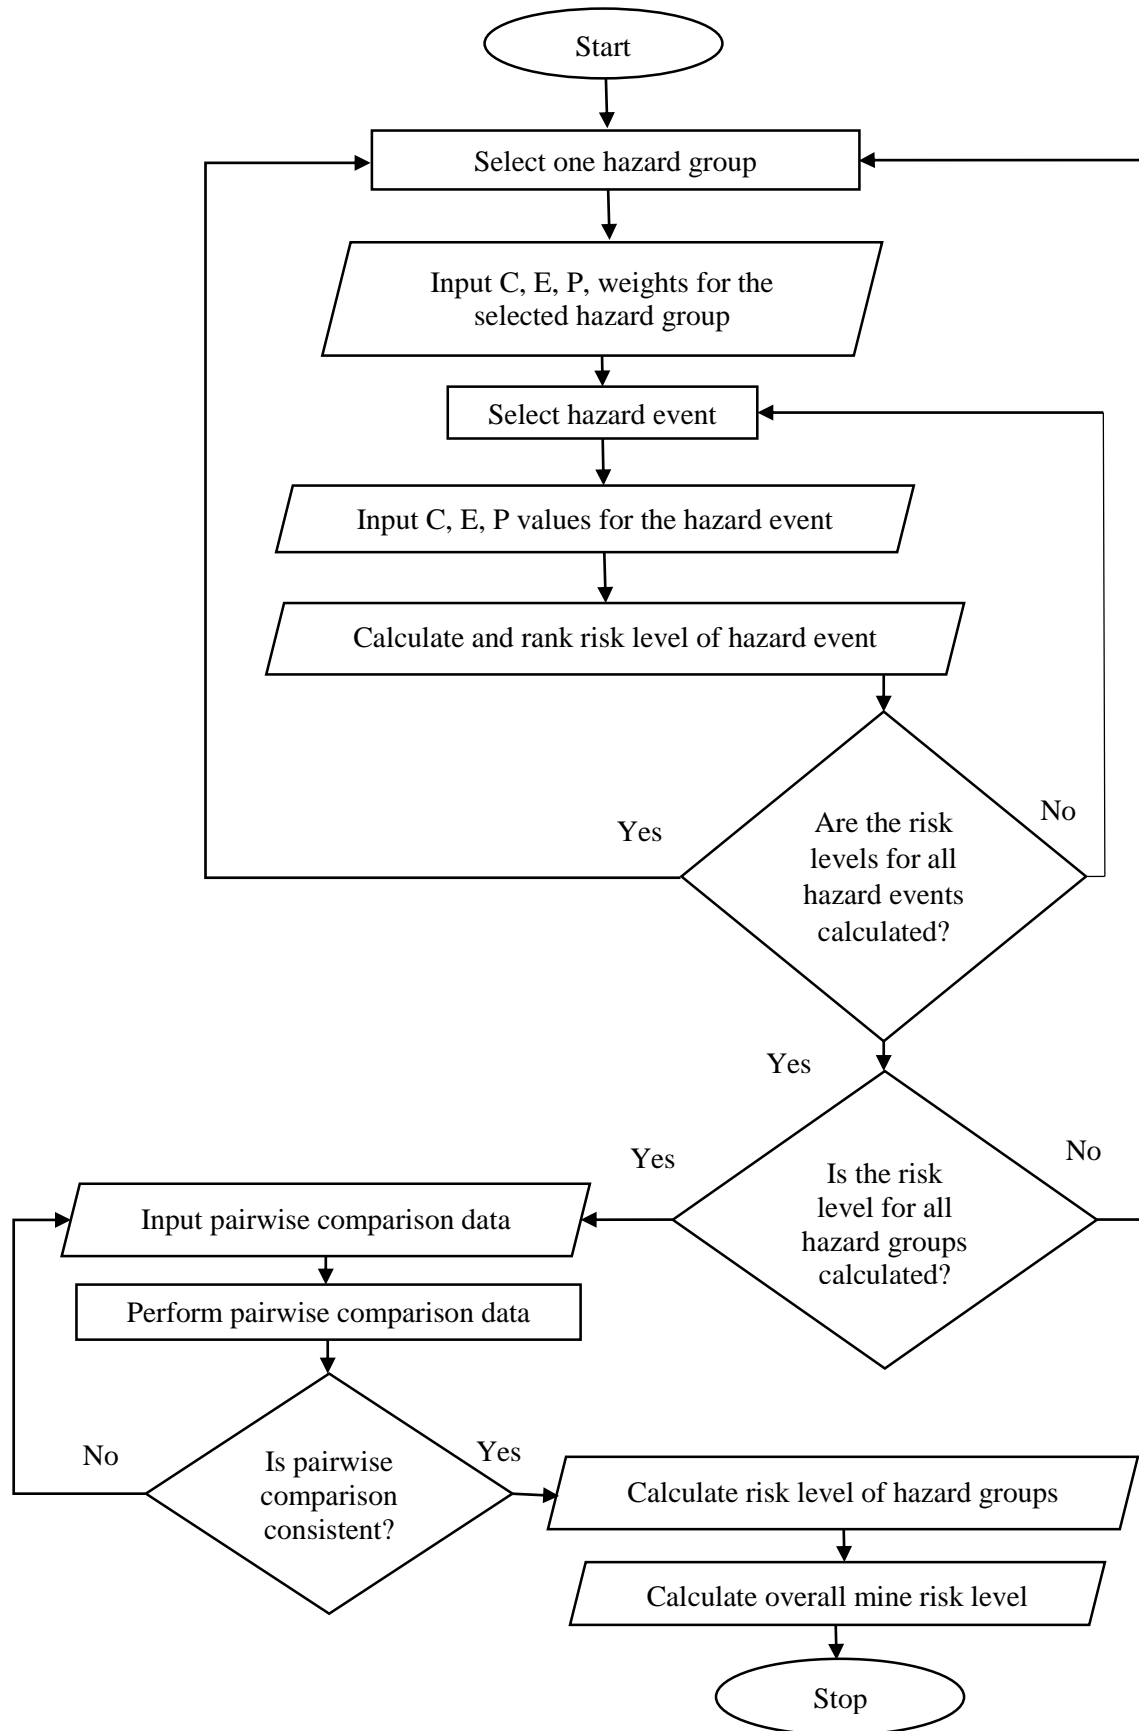 Start
Select one hazard group
Input C, E, P, weights for the
selected hazard group
Select hazard event
Input C, E, P values for the hazard event
Calculate and rank risk level of hazard event
Yes
No
Are the risk
levels for all
hazard events
calculated?
Yes
Yes
No
Is the risk
level for all
hazard groups
calculated?
Input pairwise comparison data
Perform pairwise comparison data
No
Yes
Is pairwise
comparison
consistent?
Calculate risk level of hazard groups
Calculate overall mine risk level
Stop